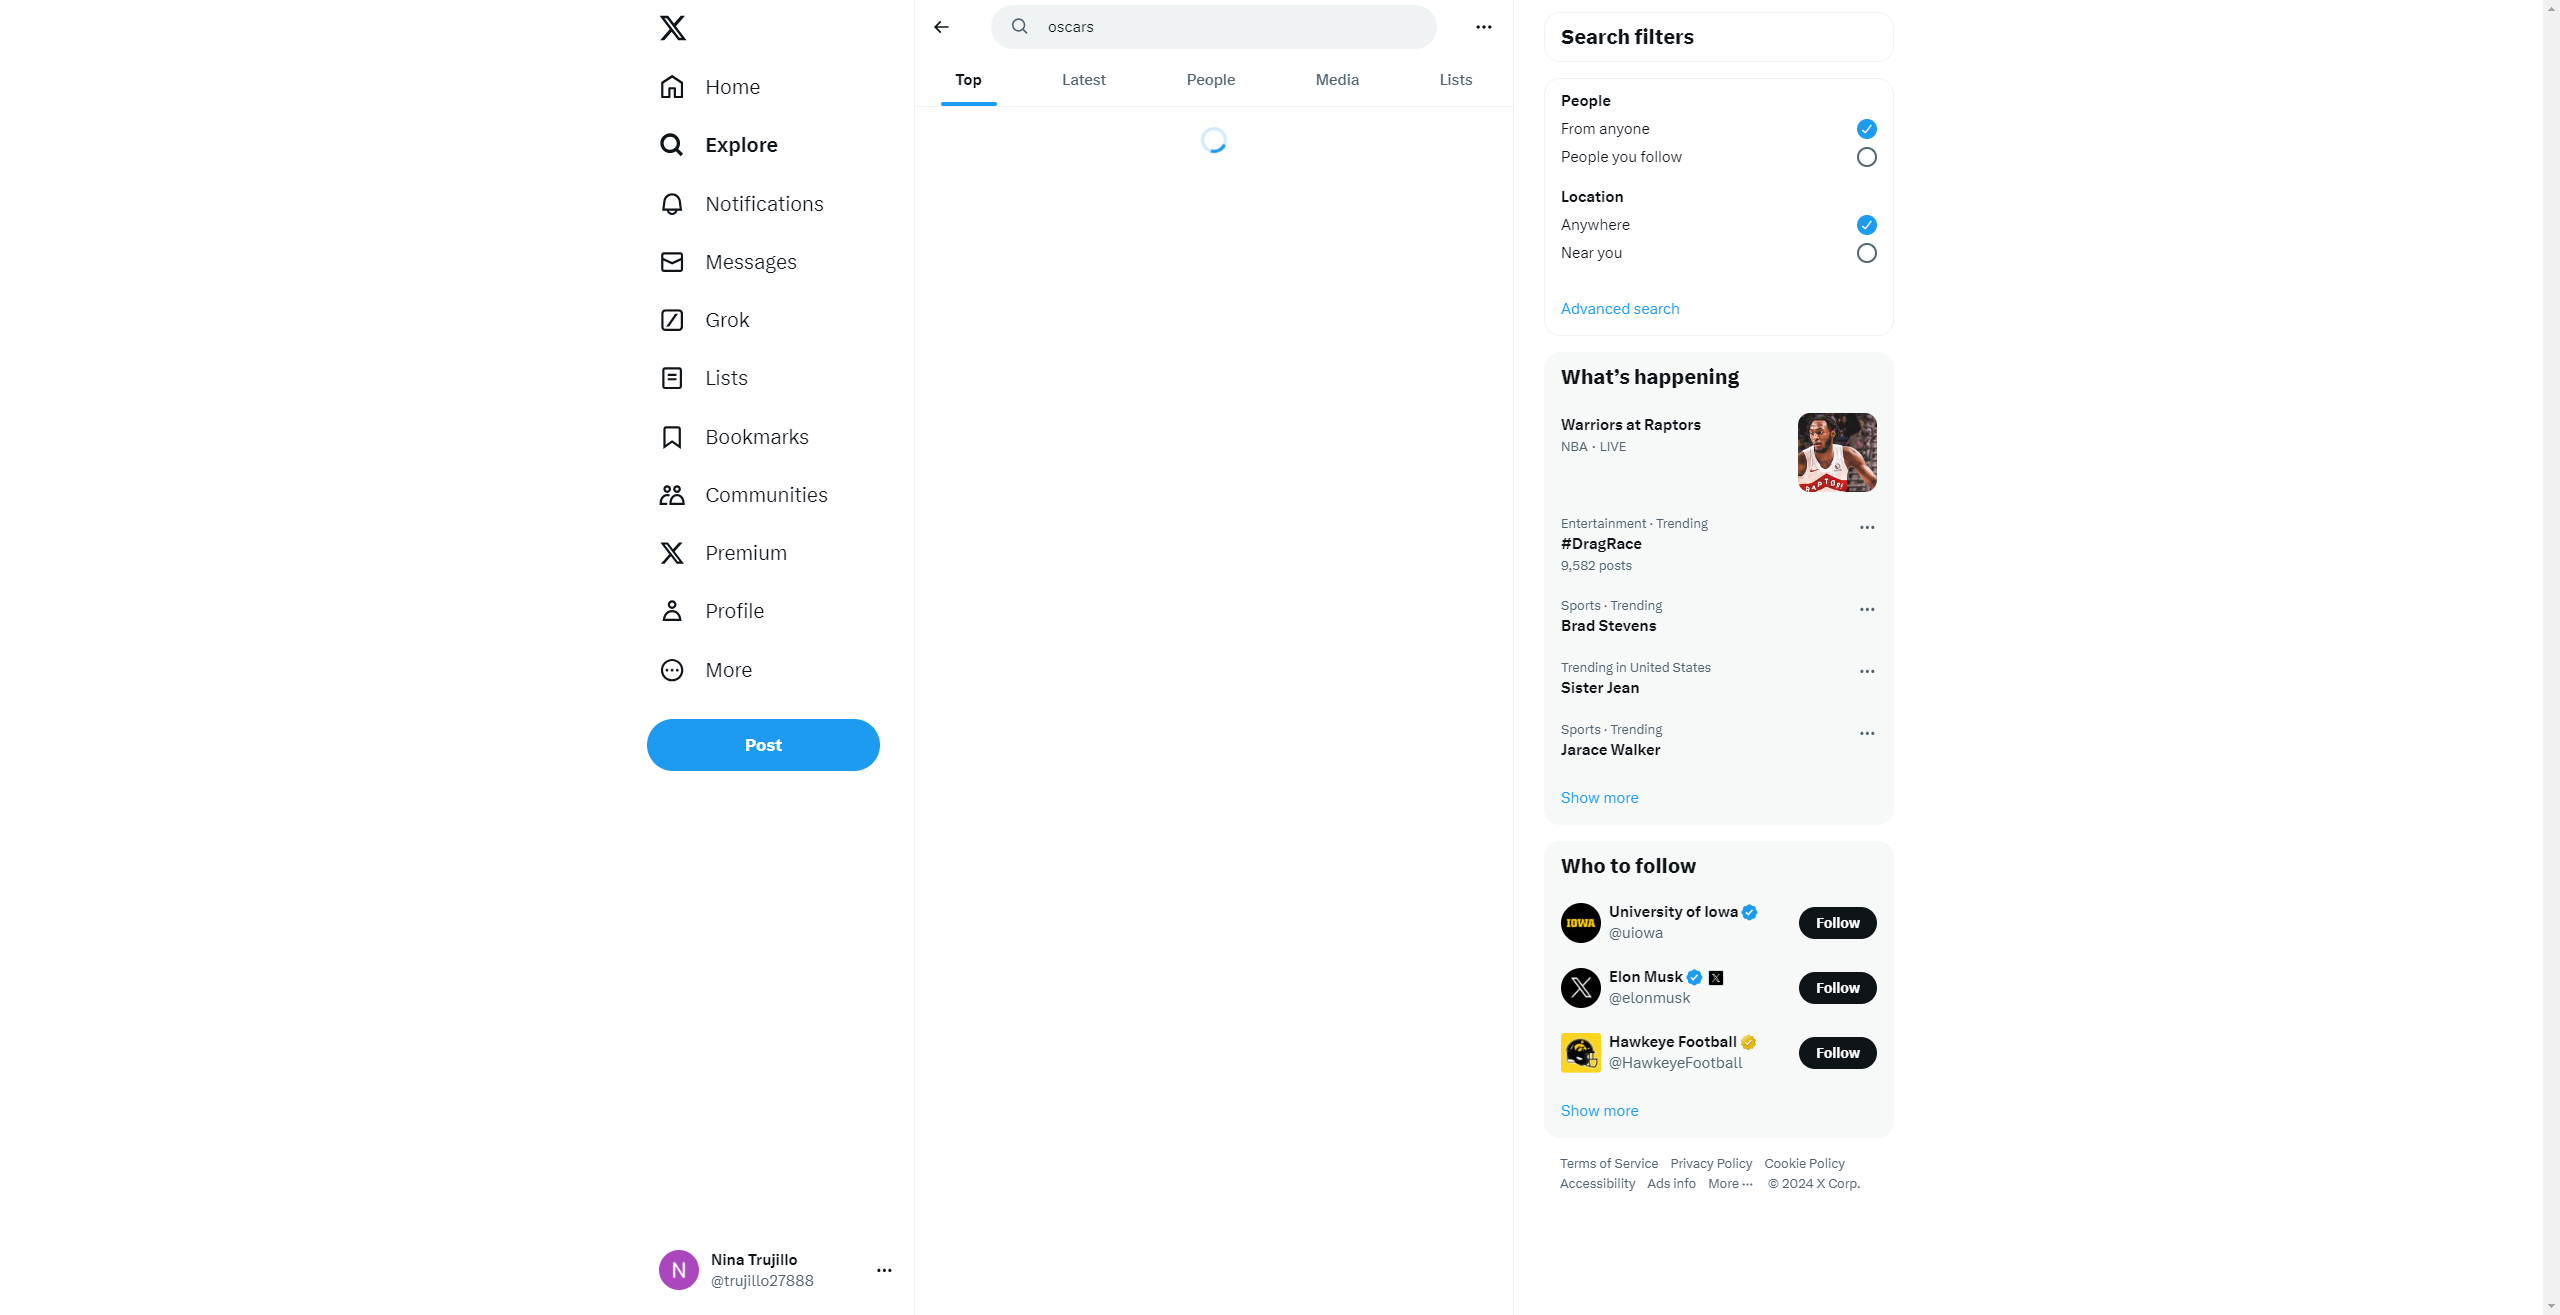 Home
Explore
Notifications
Messages
Grok
Lists
Bookmarks
Communities
Premium
Profile
More
Post
N
Nina Trujillo
@trujillo27888
oscars
Top Latest People Media Lists
Search filters
People
From anyone
People you follow
Location
Anywhere
Near you
Advanced search
What’s happening
Warriors at Raptors
NBA · LIVE
RAPTORS
Entertainment · Trending
#DragRace
9,582 posts
Sports · Trending
Brad Stevens
Trending in United States
Sister Jean
Sports · Trending
Jarace Walker
Show more
Who to follow
IOWA
University of Iowa
@uiowa
Follow
Elon Musk
@elonmusk
Follow
Hawkeye Football
@HawkeyeFootball
Follow
Show more
Terms of Service Privacy Policy Cookie Policy
Accessibility Ads info More ··· © 2024 X Corp.